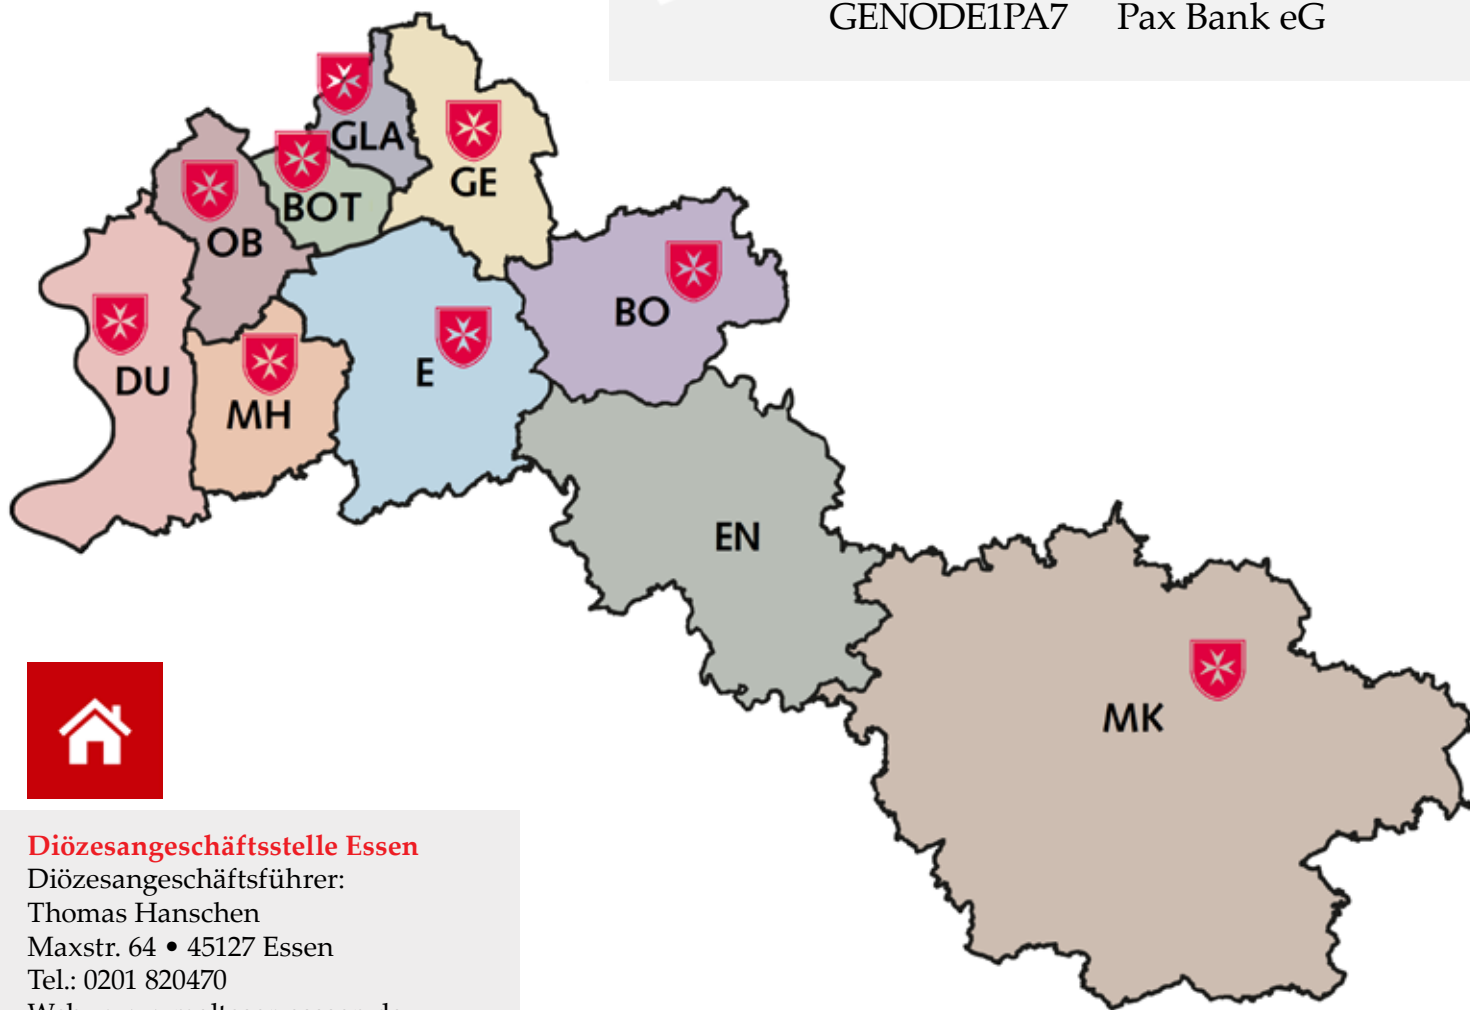 GENODE1PA7 Pax Bank eG
GLA
GE
BOT
OB
BO
E
DU
MH
EN
MK
Diözesangeschäftsstelle Essen
Diözesangeschäftsführer:
Thomas Hanschen
Maxstr. 64 • 45127 Essen
Tel.: 0201 820470